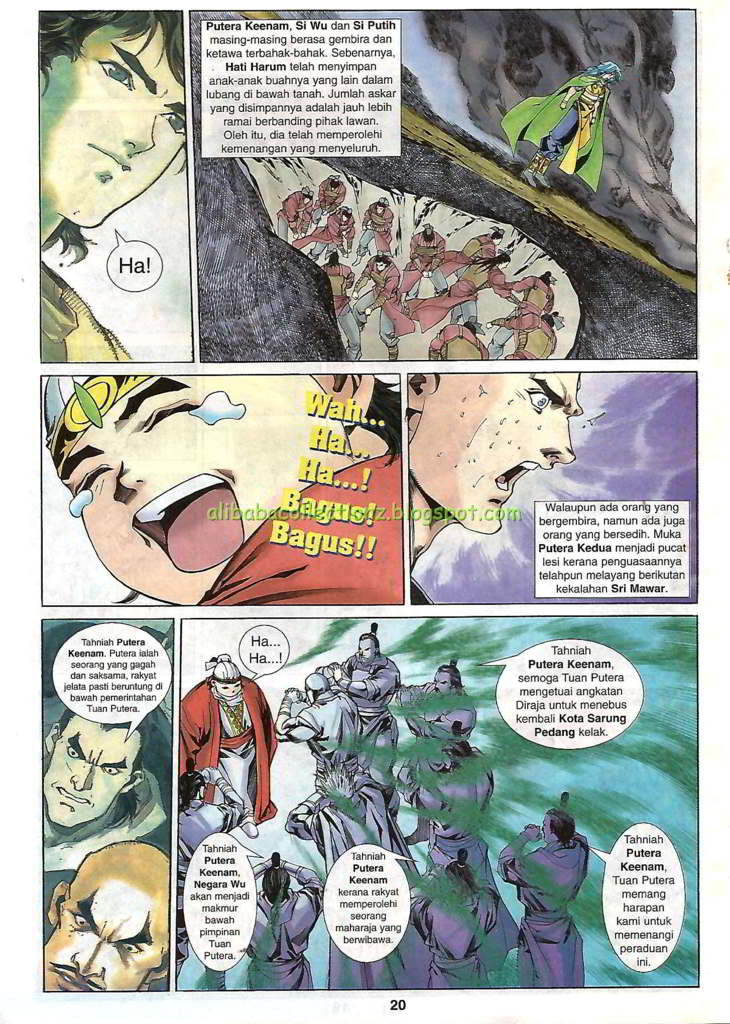 Putera Keenam, Si Wu dan Si Putih
masing-masing berasa gembira dan
ketawa terbahak-bahak. Sebenarnya,
Hati Harum telah menyimpan
anak-anak buahnya yang lain dalam
lubang di bawah tanah. Jumlah askar
yang disimpannya adalah jauh lebih
ramai berbanding pihak lawan.
Oleh itu, dia telah memperolehi
kemenangan yang menyeluruh.
Ha!
Wah...
Ha...
Ha...!
Bagus!
Bagus!!
alibabacollectionz.blogspot.com
Walaupun ada orang yang
bergembira, namun ada juga
orang yang bersedih. Muka
Putera Kedua menjadi pucat
lesi kerana penguasaannya
telahpun melayang berikutan
kekalahan Sri Mawar.
Tahniah Putera
Keenam. Putera ialah
seorang yang gagah
dan saksama, rakyat
jelata pasti beruntung di
bawah pemerintahan
Tuan Putera.
Ha...
Ha...!
Tahniah
Putera Keenam,
semoga Tuan Putera
mengetuai angkatan
Diraja untuk menebus
kembali Kota Sarung
Pedang kelak.
Tahniah
Putera
Keenam,
Negara Wu
akan menjadi
makmur
bawah
pimpinan
Tuan
Putera.
Tahniah
Putera
Keenam
kerana rakyat
memperolehi
seorang
maharaja yang
berwibawa.
Tahniah
Putera
Keenam,
Tuan Putera
memang
harapan
kami untuk
memenangi
peraduan
ini.
20